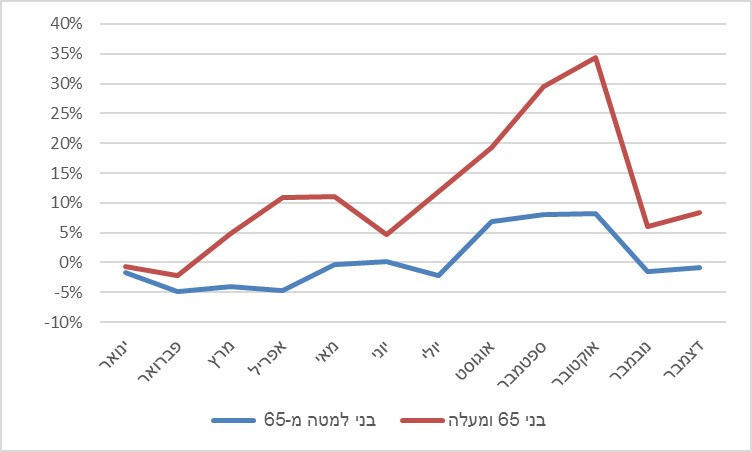 40%
35%
30%
25%
20%
15%
10%
5%
0%
-5%
-10%
ינואר
פברואר
מרץ
אפריל
מאי
יוני
יולי
אוגוסט
ספטמבר
אוקטובר
נובמבר
דצמבר
בני למטה מ-65
בני 65 ומעלה